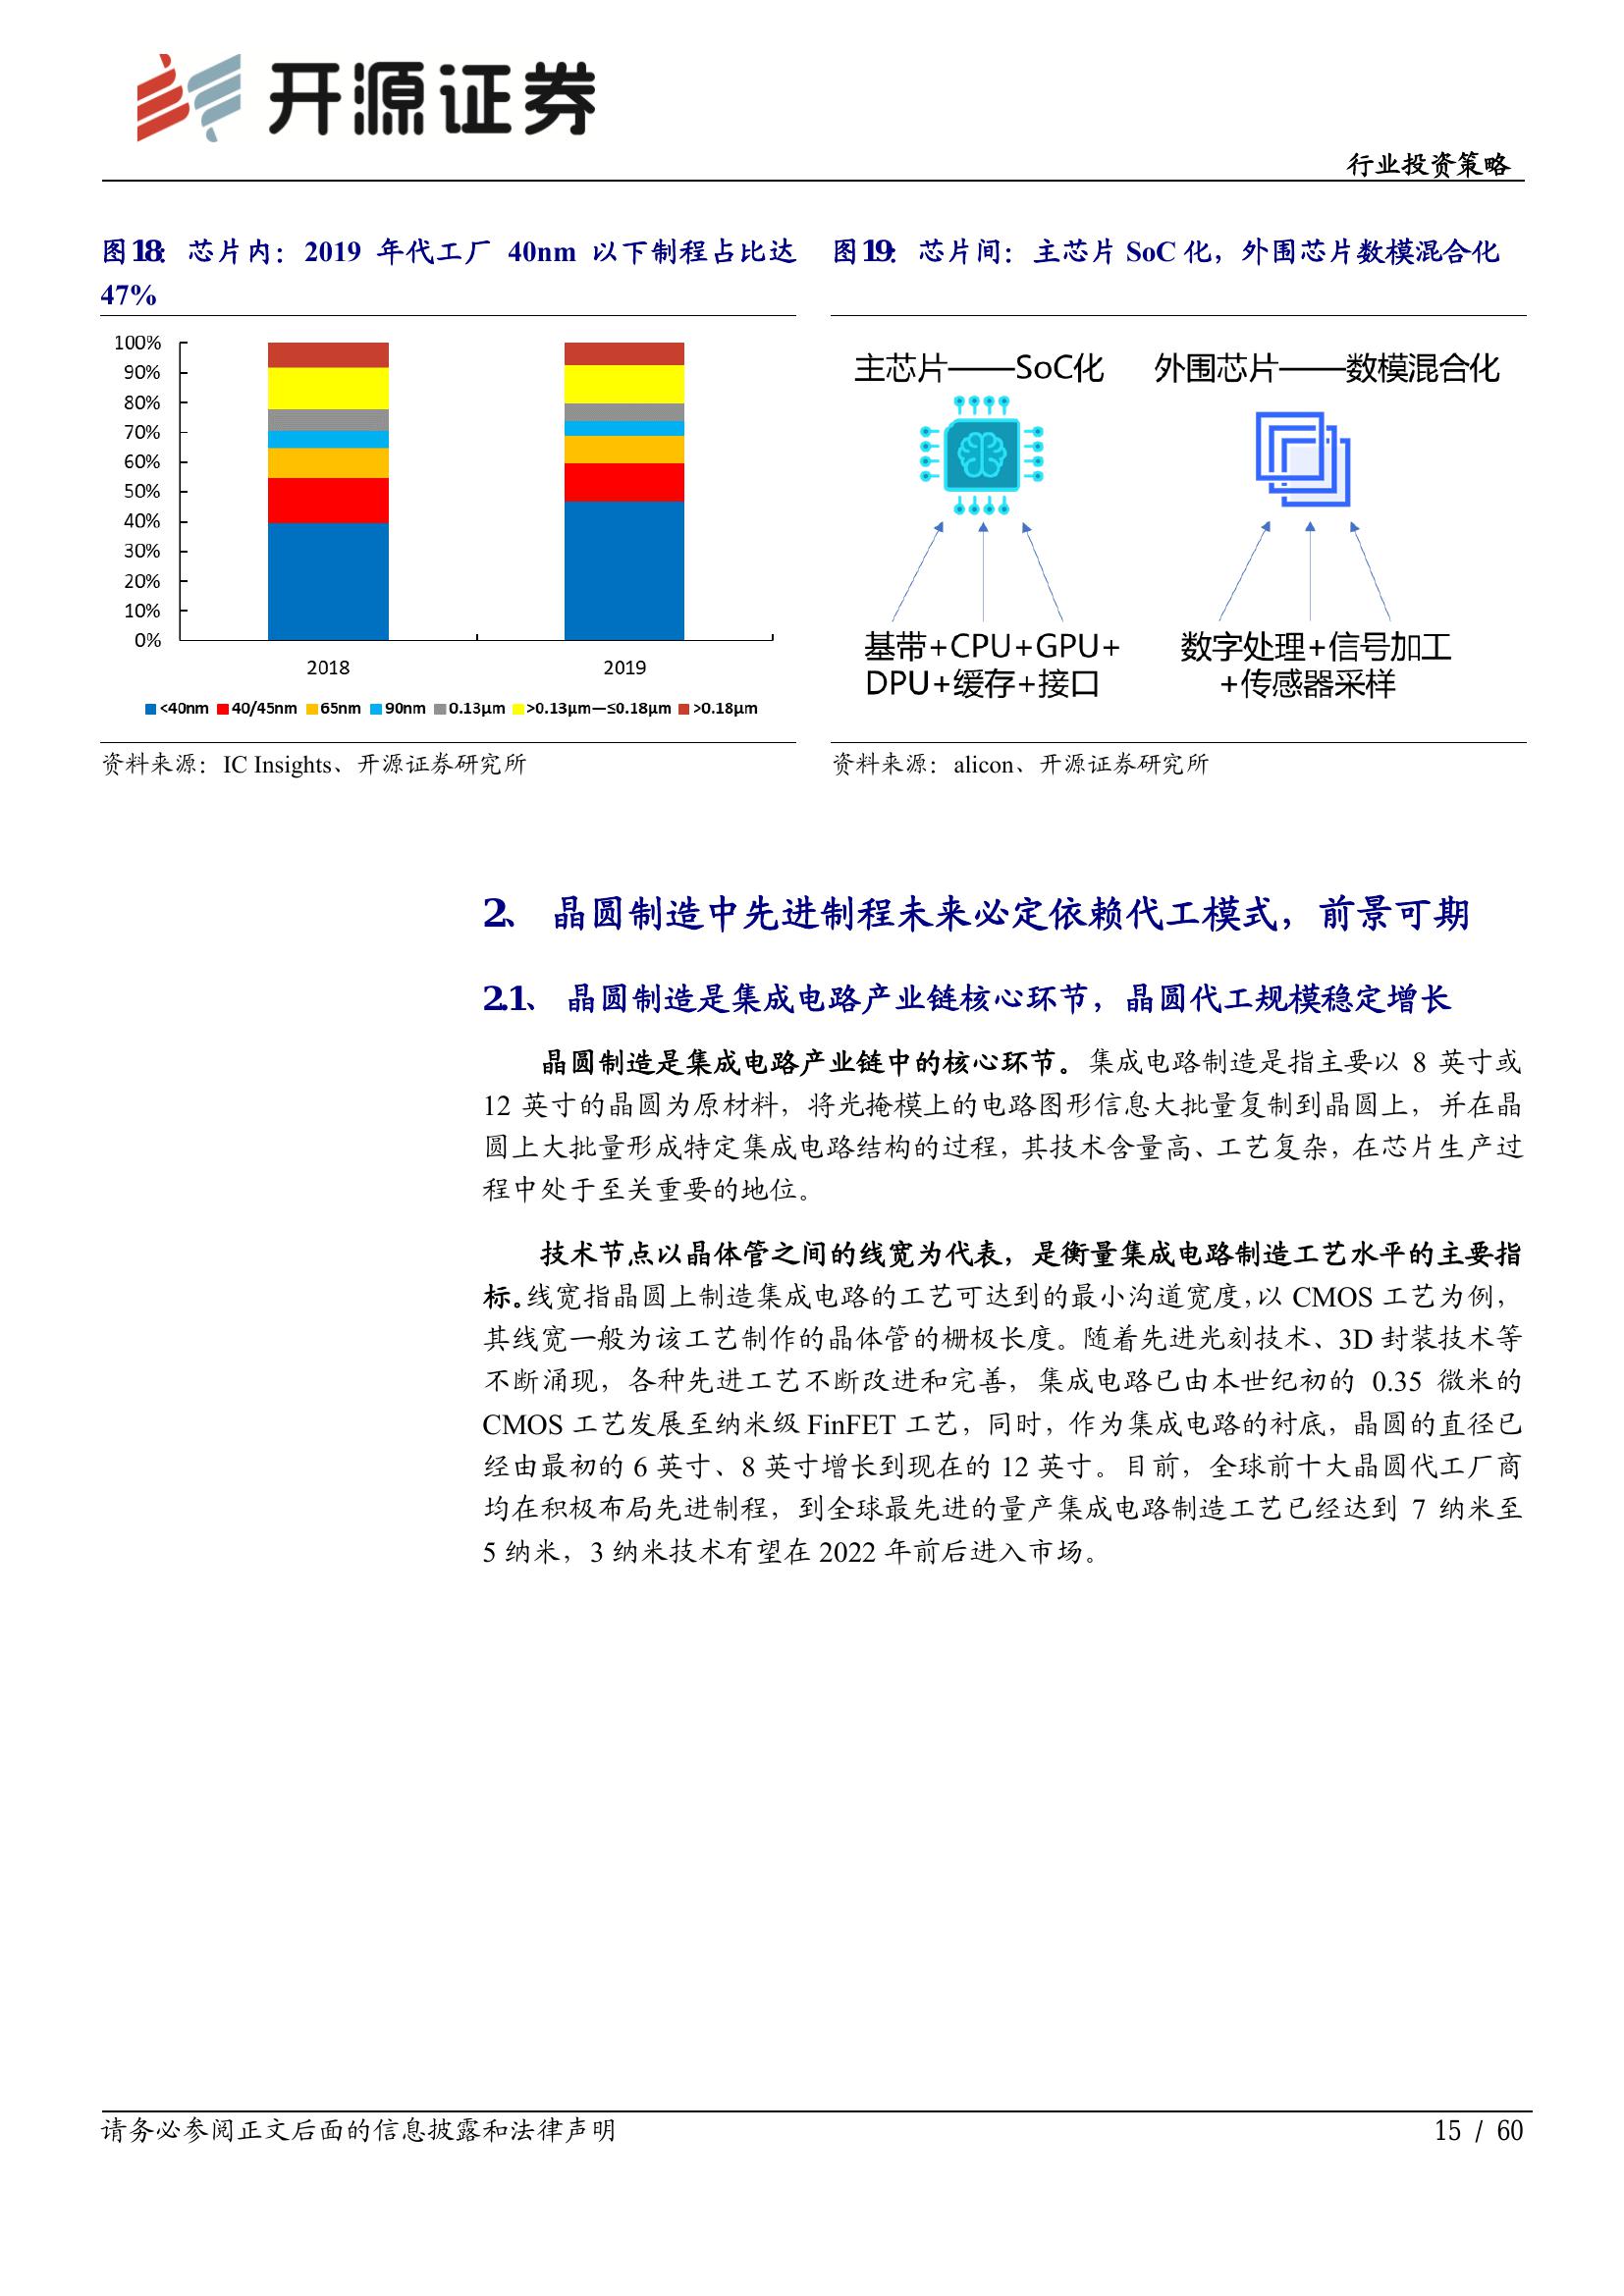 开源证券
行业投资策略
图18：芯片内：2019 年代工厂 40nm 以下制程占比达
47%
100%
90%
80%
70%
60%
50%
40%
30%
20%
10%
0%
2018
2019
<40nm 40/45nm 65nm 90nm 0.13μm >0.13μm—≤0.18μm >0.18μm
资料来源：IC Insights、开源证券研究所
图19：芯片间：主芯片 SoC 化，外围芯片数模混合化
主芯片——SoC化
外围芯片——数模混合化
基带+CPU+GPU+
DPU+缓存+接口
数字处理+信号加工
+传感器采样
资料来源：alicon、开源证券研究所
2、 晶圆制造中先进制程未来必定依赖代工模式，前景可期
2.1、 晶圆制造是集成电路产业链核心环节，晶圆代工规模稳定增长
晶圆制造是集成电路产业链中的核心环节。集成电路制造是指主要以 8 英寸或
12 英寸的晶圆为原材料，将光掩模上的电路图形信息大批量复制到晶圆上，并在晶
圆上大批量形成特定集成电路结构的过程，其技术含量高、工艺复杂，在芯片生产过
程中处于至关重要的地位。
技术节点以晶体管之间的线宽为代表，是衡量集成电路制造工艺水平的主要指
标。线宽指晶圆上制造集成电路的工艺可达到的最小沟道宽度，以 CMOS 工艺为例，
其线宽一般为该工艺制作的晶体管的栅极长度。随着先进光刻技术、3D 封装技术等
不断涌现，各种先进工艺不断改进和完善，集成电路已由本世纪初的 0.35 微米的
CMOS 工艺发展至纳米级 FinFET 工艺，同时，作为集成电路的衬底，晶圆的直径已
经由最初的 6 英寸、8 英寸增长到现在的 12 英寸。目前，全球前十大晶圆代工厂商
均在积极布局先进制程，到全球最先进的量产集成电路制造工艺已经达到 7 纳米至
5 纳米，3 纳米技术有望在 2022 年前后进入市场。
请务必参阅正文后面的信息披露和法律声明
15 / 60